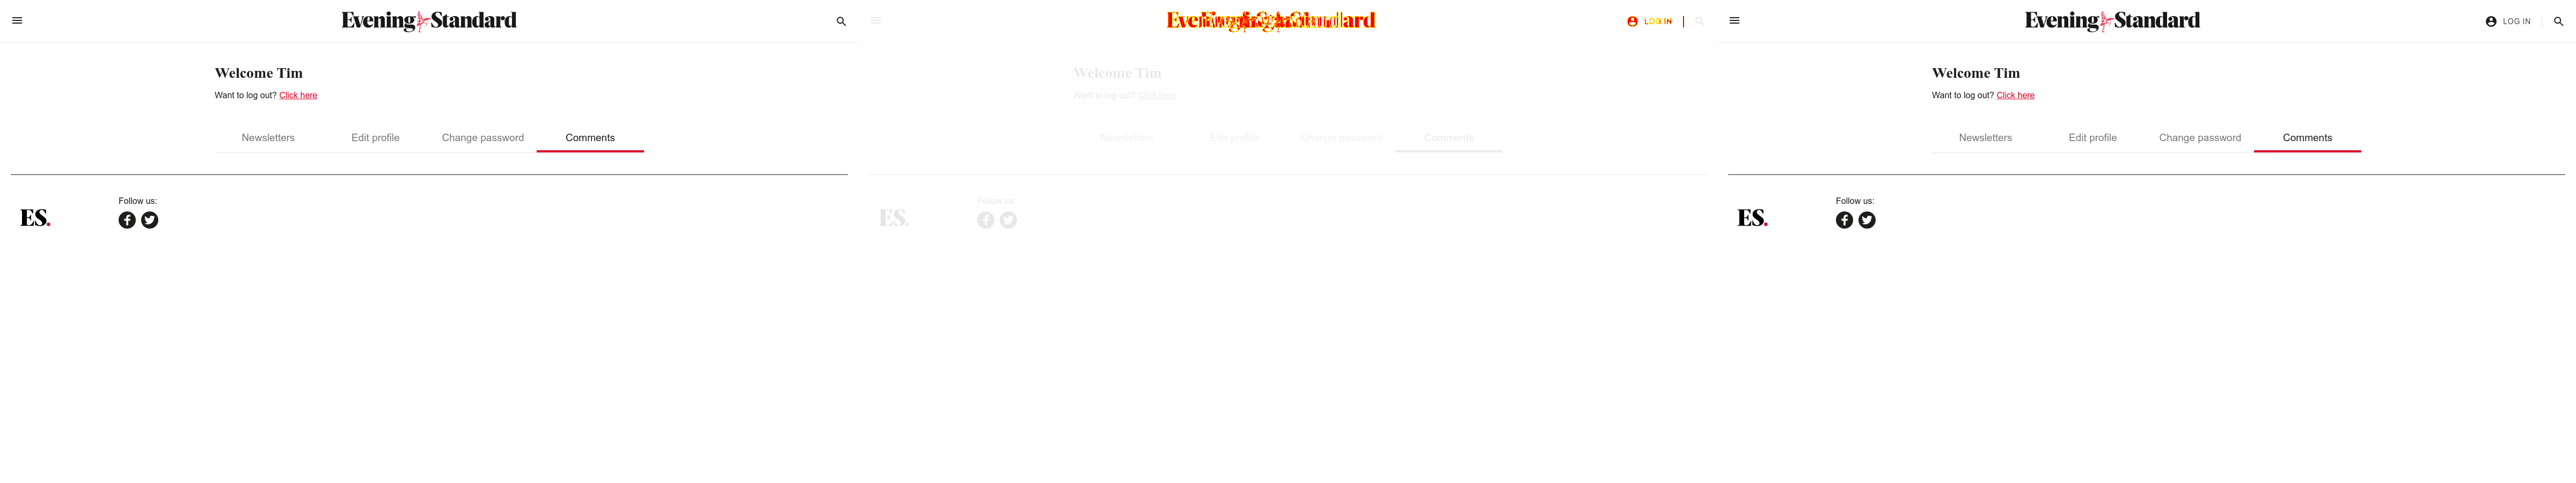 Evening Standard
Welcome Tim
Want to log out? Click here
Newsletters Edit profile Change password Comments
Follow us:
ES.
LOG IN
Welcome Tim
Want to log out? Click here
Newsletters Edit profile Change password Comments
Follow us:
ES.
Evening Standard
LOG IN
Welcome Tim
Want to log out? Click here
Newsletters Edit profile Change password Comments
Follow us:
ES.